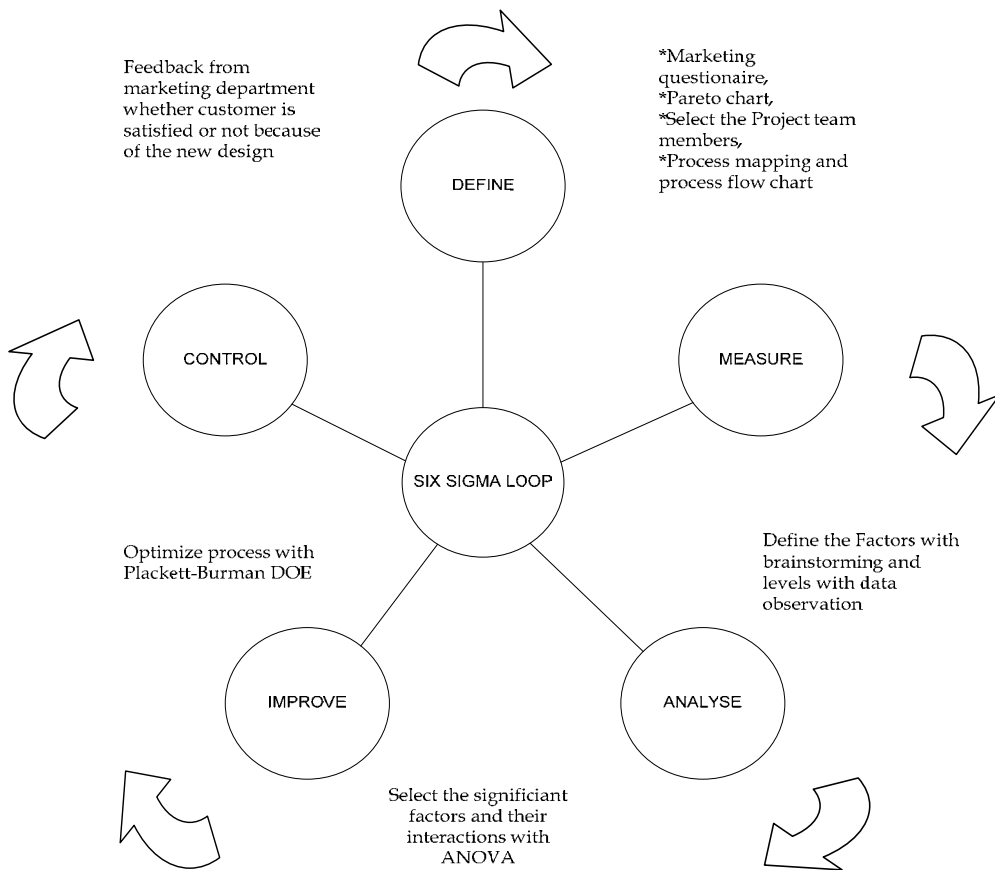 Feedback from
marketing department
whether customer is
satisfied or not because
of the new design
*Marketing
questionaire,
*Pareto chart,
*Select the Project team
members,
*Process mapping and
process flow chart
DEFINE
CONTROL
MEASURE
SIX SIGMA LOOP
Optimize process with
Plackett-Burman DOE
Define the Factors with
brainstorming and
levels with data
observation
IMPROVE
ANALYSE
Select the significiant
factors and their
interactions with
ANOVA